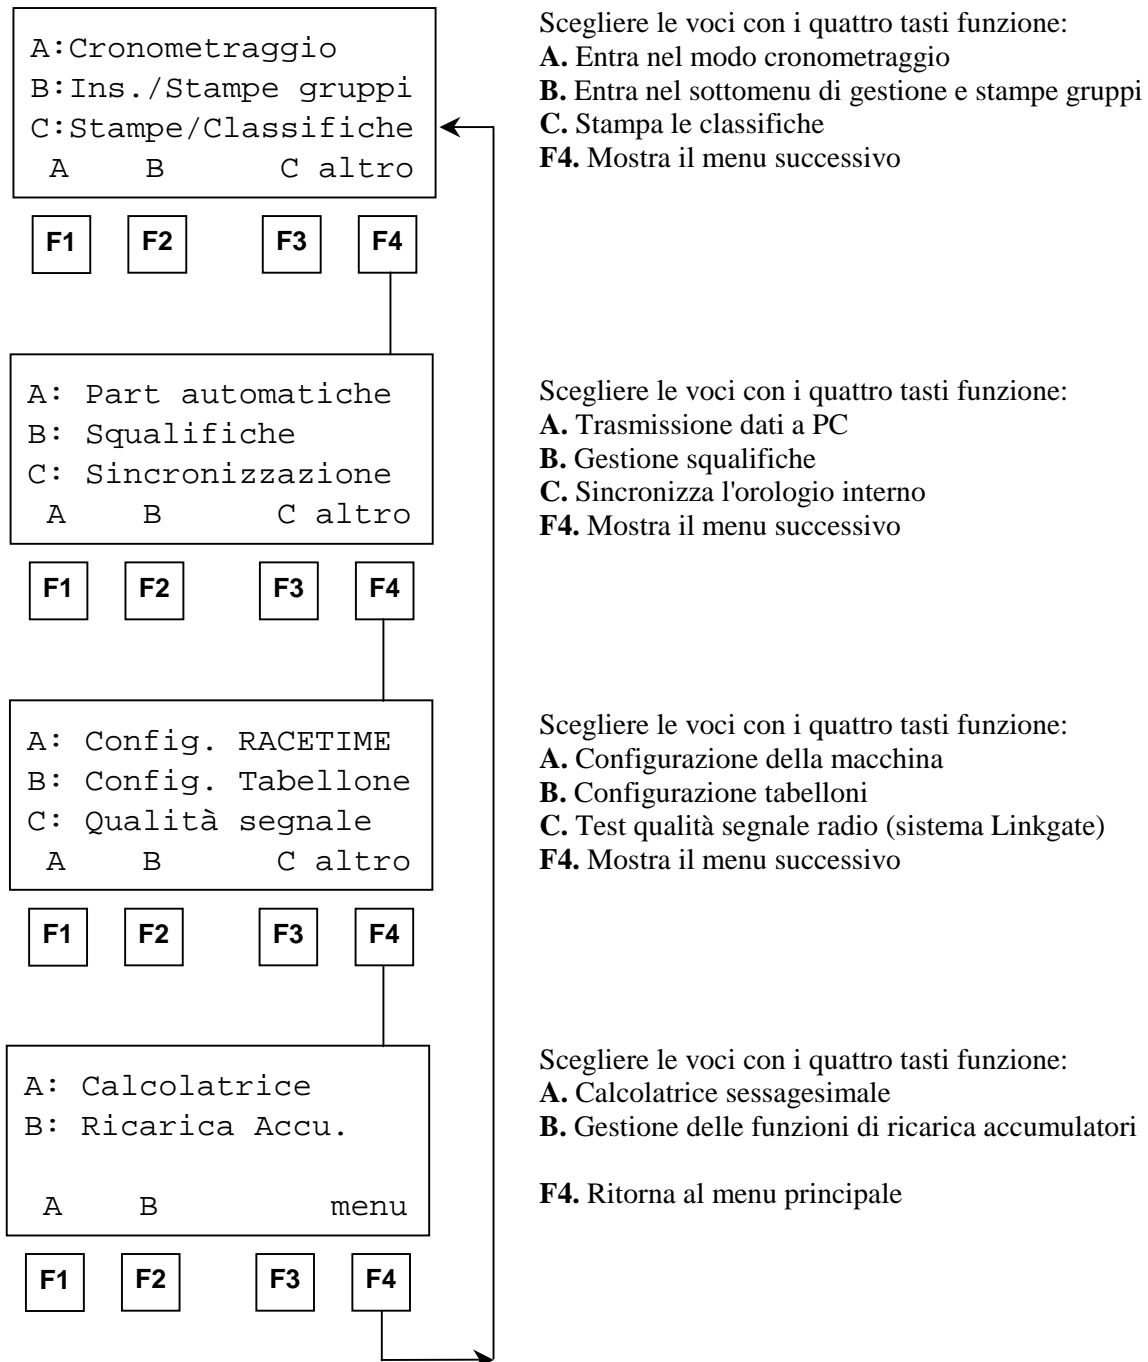 A:Cronometraggio
B:Ins./Stampe gruppi
C:Stampe/Classifiche
A B C altro
F1 F2 F3 F4
Scegliere le voci con i quattro tasti funzione:
A. Entra nel modo cronometraggio
B. Entra nel sottomenu di gestione e stampe gruppi
C. Stampa le classifiche
F4. Mostra il menu successivo
A: Part automatiche
B: Squalifiche
C: Sincronizzazione
A B C altro
F1 F2 F3 F4
Scegliere le voci con i quattro tasti funzione:
A. Trasmissione dati a PC
B. Gestione squalifiche
C. Sincronizza l'orologio interno
F4. Mostra il menu successivo
A: Config. RACETIME
B: Config. Tabellone
C: Qualità segnale
A B C altro
F1 F2 F3 F4
Scegliere le voci con i quattro tasti funzione:
A. Configurazione della macchina
B. Configurazione tabelloni
C. Test qualità segnale radio (sistema Linkgate)
F4. Mostra il menu successivo
A: Calcolatrice
B: Ricarica Accu.
A B menu
F1 F2 F3 F4
Scegliere le voci con i quattro tasti funzione:
A. Calcolatrice sessagesimale
B. Gestione delle funzioni di ricarica accumulatori
F4. Ritorna al menu principale